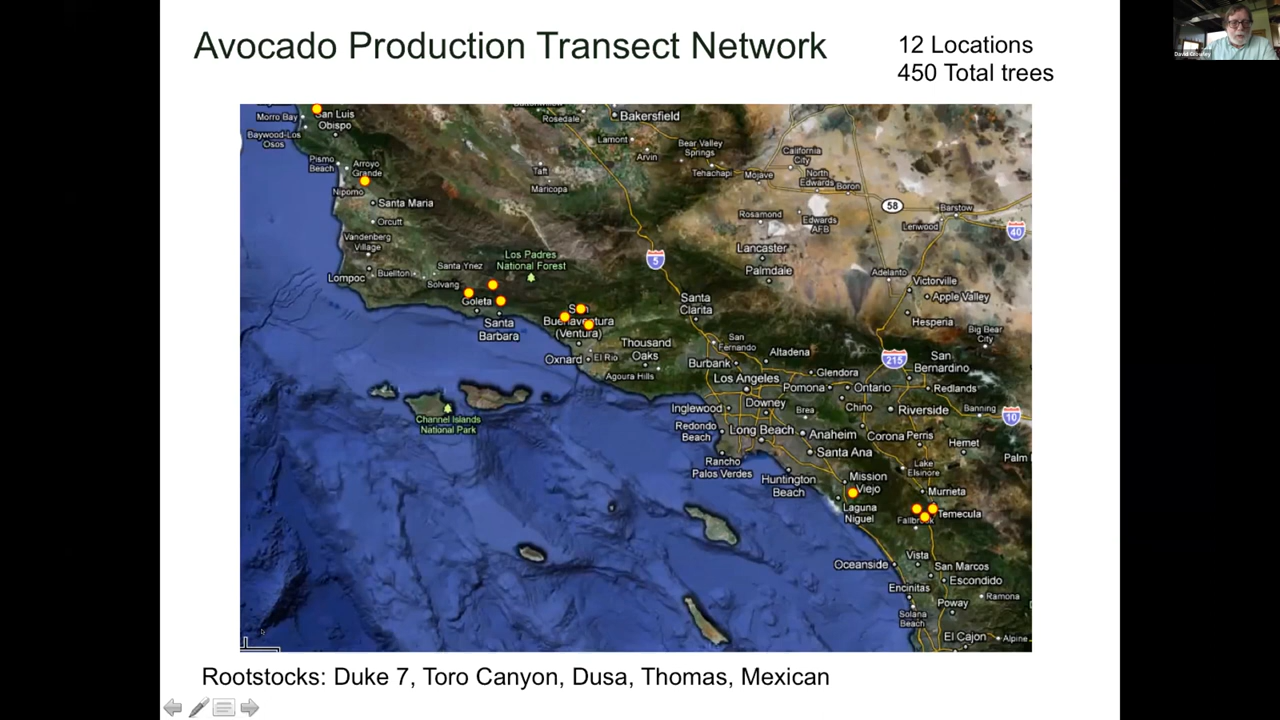 Avocado Production Transect Network
12 Locations
450 Total trees
David Crowley
Morro Bay
San Luis
Obispo
Baywood-Los
Osos
Pismo
Beach
Arroyo
Grande
Nipomo
Santa Maria
Orcutt
Vandenberg
Village
Lompoc
Buellton
Santa Ynez
Solvang
Los Padres
National Forest
Goleta
Santa
Barbara
San
Buenaventura
(Ventura)
Oxnard
El Rio
Thousand
Oaks
Agoura Hills
Channel Islands
National Park
Rosedale
Bakersfield
Lamont
Arvin
Bear Valley
Springs
Tehachapi
Taft
Maricopa
California
City
Mojave
North
Edwards
Boron
58
Barstow
Lenwood
40
Rosamond
Edwards
AFB
5
Lancaster
Palmdale
Adelanto
Victorville
Apple Valley
Hesperia
Big Bear
City
Santa
Clarita
San
Fernando
Burbank
Altadena
Glendora
215
San
Bernardino
Los Angeles
Pomona
Ontario
Redlands
Inglewood
Downey
Brea
Chino
Riverside
Banning
10
Redondo
Beach
Long Beach
Anaheim
Corona
Perris
Hemet
Santa Ana
Palm
Rancho
Palos Verdes
Huntington
Beach
Mission
Viejo
Lake
Elsinore
Murrieta
Laguna
Niguel
Fallbrook
Temecula
Oceanside
Vista
San Marcos
Encinitas
Escondido
Ramona
Solana
Beach
Poway
El Cajon
Alpine
Rootstocks: Duke 7, Toro Canyon, Dusa, Thomas, Mexican